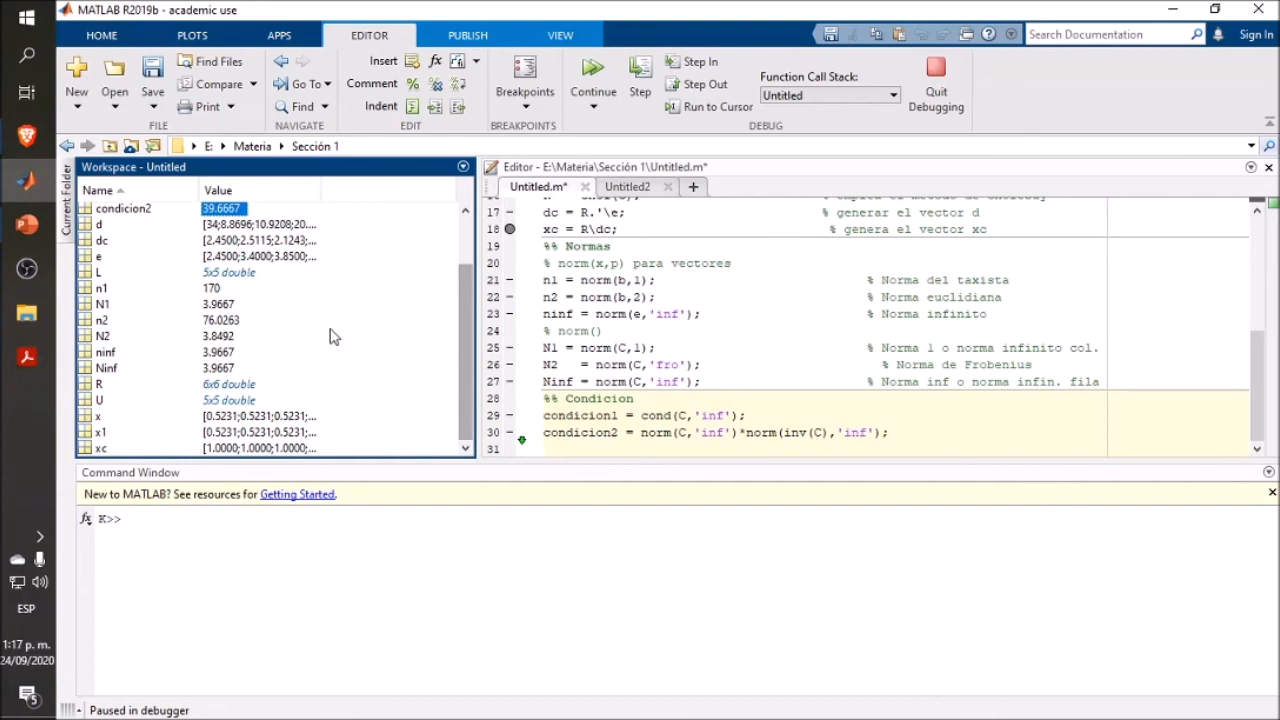 MATLAB R2019b - academic use
HOME PLOTS APPS EDITOR PUBLISH VIEW Search Documentation Sign In
New Open Save Find Files Compare Print Go To Find Insert Comment Indent fx Breakpoints Continue Step Step In Step Out Run to Cursor Function Call Stack: Untitled Quit Debugging
FILE NAVIGATE EDIT BREAKPOINTS DEBUG
E: Materia Sección 1
Current Folder
Workspace - Untitled
Name Value
condicion2 39.6667
d [34;8.8696;10.9208;20....
dc [2.4500;2.5115;2.1243;...
e [2.4500;3.4000;3.8500;...
L 5x5 double
n1 170
N1 3.9667
n2 76.0263
N2 3.8492
ninf 3.9667
Ninf 3.9667
R 6x6 double
U 5x5 double
x [0.5231;0.5231;0.5231;...
x1 [0.5231;0.5231;0.5231;...
xc [1.0000;1.0000;1.0000;...
Editor - E:\Materia\Sección 1\Untitled.m*
Untitled.m* Untitled2
17 dc = R.'\e; % generar el vector d
18 xc = R\dc; % genera el vector xc
19 %% Normas
20 % norm(x,p) para vectores
21 n1 = norm(b,1); % Norma del taxista
22 n2 = norm(b,2); % Norma euclidiana
23 ninf = norm(e,'inf'); % Norma infinito
24 % norm()
25 N1 = norm(C,1); % Norma 1 o norma infinito col.
26 N2 = norm(C,'fro'); % Norma de Frobenius
27 Ninf = norm(C,'inf'); % Norma inf o norma infin. fila
28 %% Condicion
29 condicion1 = cond(C,'inf');
30 condicion2 = norm(C,'inf')*norm(inv(C),'inf');
31
Command Window
New to MATLAB? See resources for Getting Started.
fx K>>
Paused in debugger
ESP
1:17 p. m.
24/09/2020
5